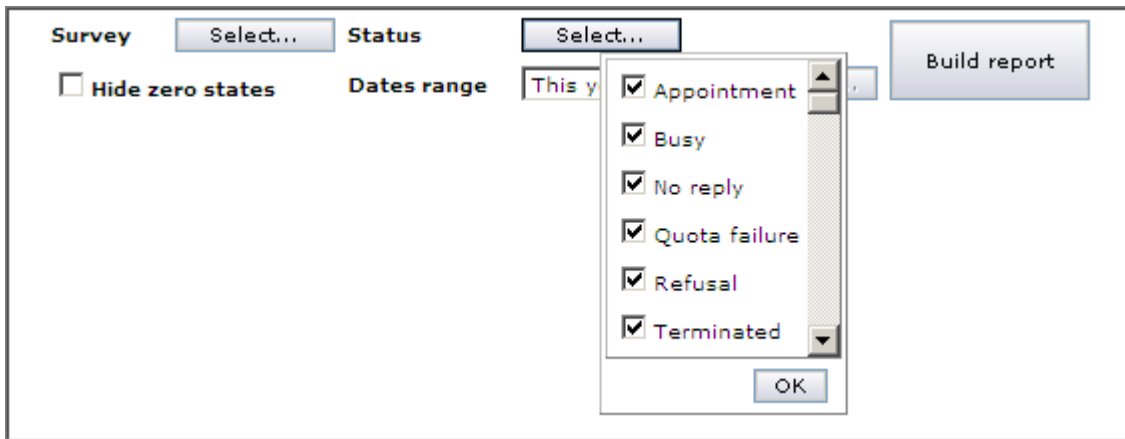 Survey Select... Status Select... Build report
Hide zero states Dates range This y
Appointment
Busy
No reply
Quota failure
Refusal
Terminated
OK